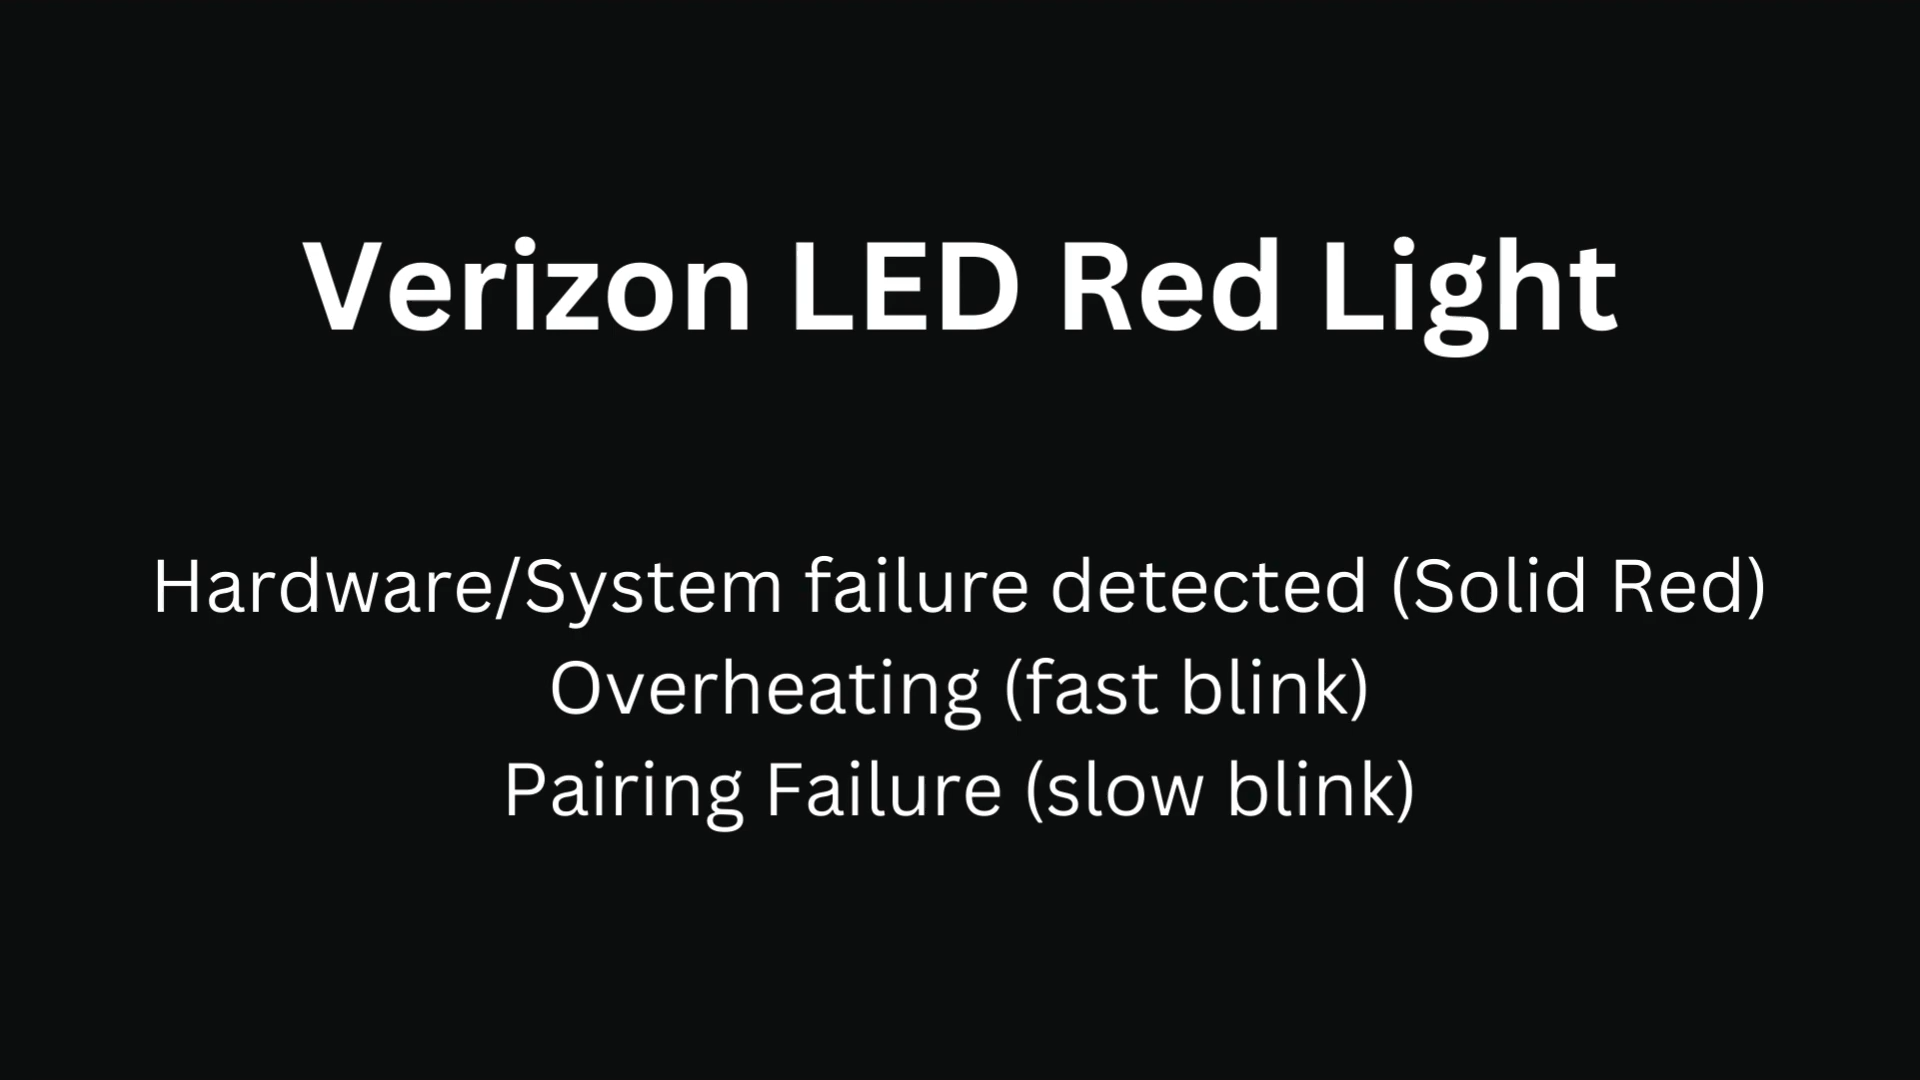 Verizon LED Red Light
Hardware/System failure detected (Solid Red)
Overheating (fast blink)
Pairing Failure (slow blink)